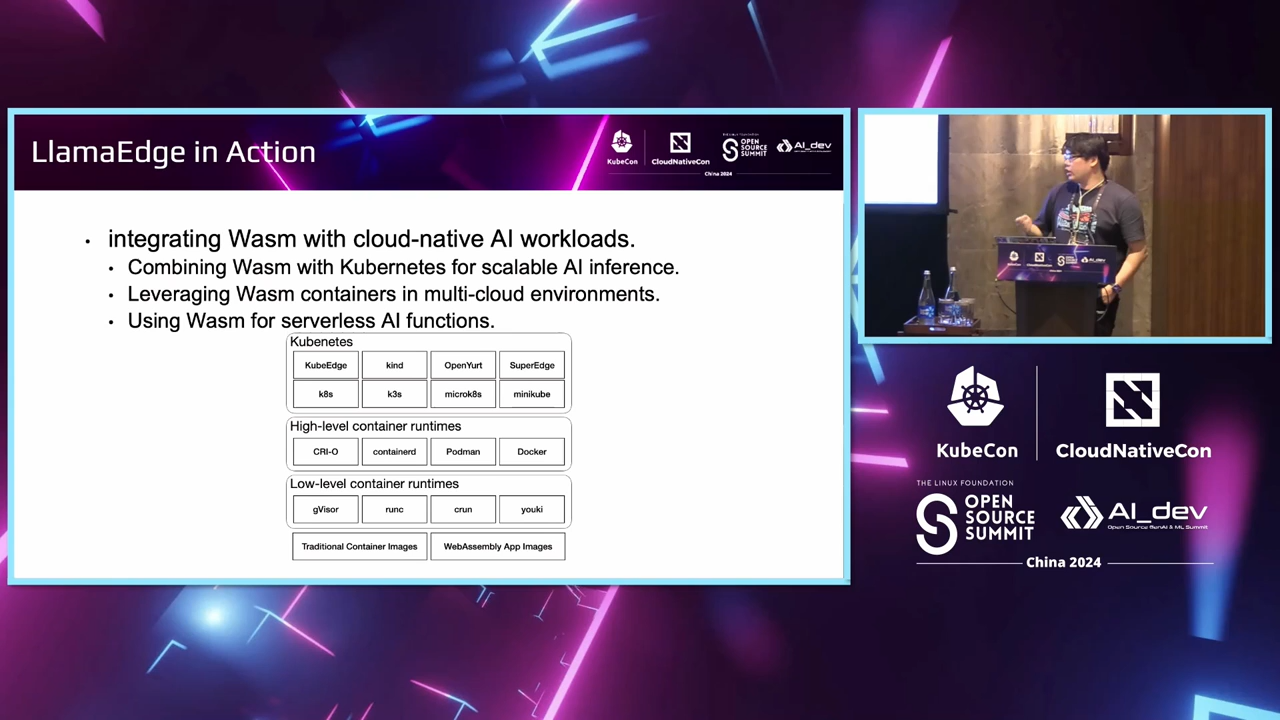 LlamaEdge in Action
KubeCon
CloudNativeCon
THE LINUX FOUNDATION
OPEN
SOURCE
SUMMIT
AI_dev
China 2024
• integrating Wasm with cloud-native AI workloads.
• Combining Wasm with Kubernetes for scalable AI inference.
• Leveraging Wasm containers in multi-cloud environments.
• Using Wasm for serverless AI functions.
Kubenetes
KubeEdge kind OpenYurt SuperEdge
k8s k3s microk8s minikube
High-level container runtimes
CRI-O containerd Podman Docker
Low-level container runtimes
gVisor runc crun youki
Traditional Container Images WebAssembly App Images
KubeCon
CloudNativeCon
THE LINUX FOUNDATION
OPEN
SOURCE
SUMMIT
AI_dev
Open Source GenAI & ML Summit
China 2024